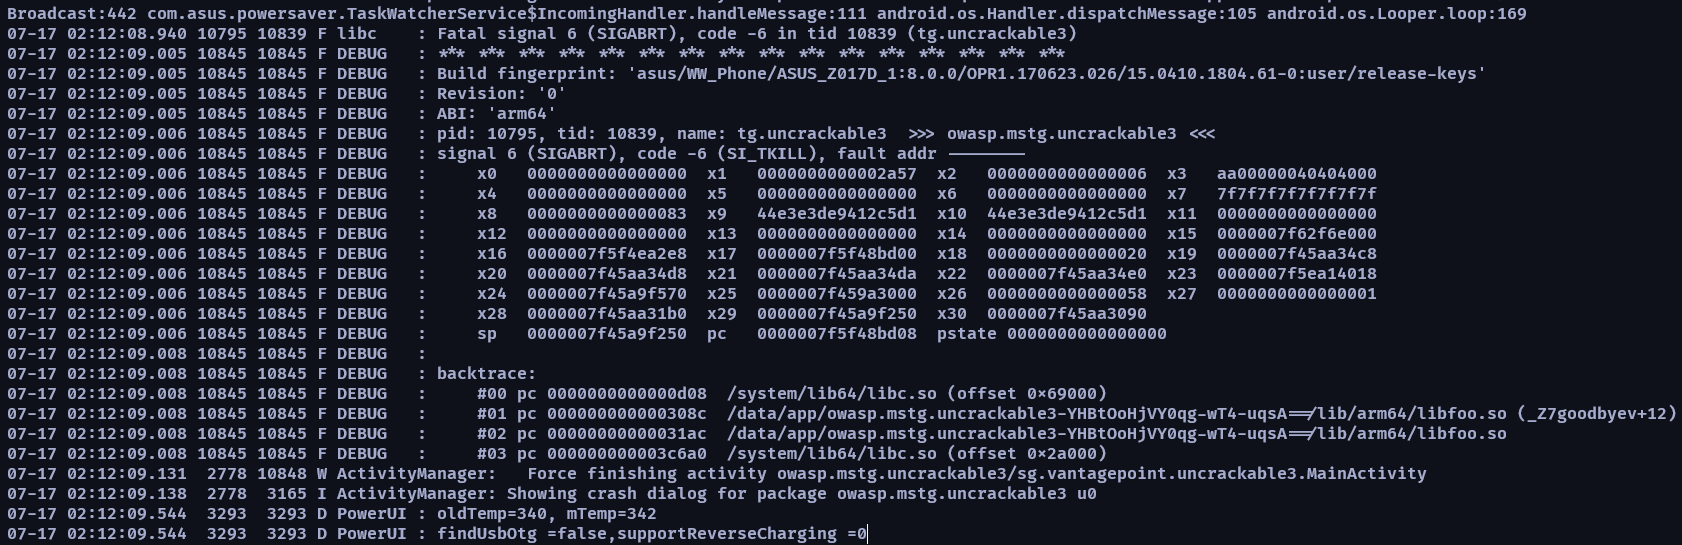 Broadcast:442 com.asus.powersaver.TaskWatcherService$IncomingHandler.handleMessage:111 android.os.Handler.dispatchMessage:105 android.os.Looper.loop:169
07-17 02:12:08.940 10795 10839 F libc    : Fatal signal 6 (SIGABRT), code -6 in tid 10839 (tg.uncrackable3)
07-17 02:12:09.005 10845 10845 F DEBUG   : *** *** *** *** *** *** *** *** *** *** *** *** *** *** *** ***
07-17 02:12:09.005 10845 10845 F DEBUG   : Build fingerprint: 'asus/WW_Phone/ASUS_Z017D_1:8.0.0/OPR1.170623.026/15.0410.1804.61-0:user/release-keys'
07-17 02:12:09.005 10845 10845 F DEBUG   : Revision: '0'
07-17 02:12:09.005 10845 10845 F DEBUG   : ABI: 'arm64'
07-17 02:12:09.006 10845 10845 F DEBUG   : pid: 10795, tid: 10839, name: tg.uncrackable3  >>> owasp.mstg.uncrackable3 <<<
07-17 02:12:09.006 10845 10845 F DEBUG   : signal 6 (SIGABRT), code -6 (SI_TKILL), fault addr --------
07-17 02:12:09.006 10845 10845 F DEBUG   :     x0   0000000000000000  x1   0000000000002a57  x2   0000000000000006  x3   aa00000040404000
07-17 02:12:09.006 10845 10845 F DEBUG   :     x4   0000000000000000  x5   0000000000000000  x6   0000000000000000  x7   7f7f7f7f7f7f7f7f
07-17 02:12:09.006 10845 10845 F DEBUG   :     x8   0000000000000083  x9   44e3e3de9412c5d1  x10  44e3e3de9412c5d1  x11  0000000000000000
07-17 02:12:09.006 10845 10845 F DEBUG   :     x12  0000000000000000  x13  0000000000000000  x14  0000000000000000  x15  0000007f62f6e000
07-17 02:12:09.006 10845 10845 F DEBUG   :     x16  0000007f5f4ea2e8  x17  0000007f5f48bd00  x18  0000000000000020  x19  0000007f45aa34c8
07-17 02:12:09.006 10845 10845 F DEBUG   :     x20  0000007f45aa34d8  x21  0000007f45aa34da  x22  0000007f45aa34e0  x23  0000007f5ea14018
07-17 02:12:09.006 10845 10845 F DEBUG   :     x24  0000007f45a9f570  x25  0000007f459a3000  x26  0000000000000058  x27  0000000000000001
07-17 02:12:09.006 10845 10845 F DEBUG   :     x28  0000007f45aa31b0  x29  0000007f45a9f250  x30  0000007f45aa3090
07-17 02:12:09.006 10845 10845 F DEBUG   :     sp   0000007f45a9f250  pc   0000007f5f48bd08  pstate 0000000000000000
07-17 02:12:09.008 10845 10845 F DEBUG   :
07-17 02:12:09.008 10845 10845 F DEBUG   : backtrace:
07-17 02:12:09.008 10845 10845 F DEBUG   :     #00 pc 0000000000000d08  /system/lib64/libc.so (offset 0x69000)
07-17 02:12:09.008 10845 10845 F DEBUG   :     #01 pc 000000000000308c  /data/app/owasp.mstg.uncrackable3-YHBtOoHjVY0qg-wT4-uqsA==/lib/arm64/libfoo.so (_Z7goodbyev+12)
07-17 02:12:09.008 10845 10845 F DEBUG   :     #02 pc 00000000000031ac  /data/app/owasp.mstg.uncrackable3-YHBtOoHjVY0qg-wT4-uqsA==/lib/arm64/libfoo.so
07-17 02:12:09.008 10845 10845 F DEBUG   :     #03 pc 000000000003c6a0  /system/lib64/libc.so (offset 0x2a000)
07-17 02:12:09.131  2778 10848 W ActivityManager:   Force finishing activity owasp.mstg.uncrackable3/sg.vantagepoint.uncrackable3.MainActivity
07-17 02:12:09.138  2778  3165 I ActivityManager: Showing crash dialog for package owasp.mstg.uncrackable3 u0
07-17 02:12:09.544  3293  3293 D PowerUI : oldTemp=340, mTemp=342
07-17 02:12:09.544  3293  3293 D PowerUI : findUsbOtg =false,supportReverseCharging =0